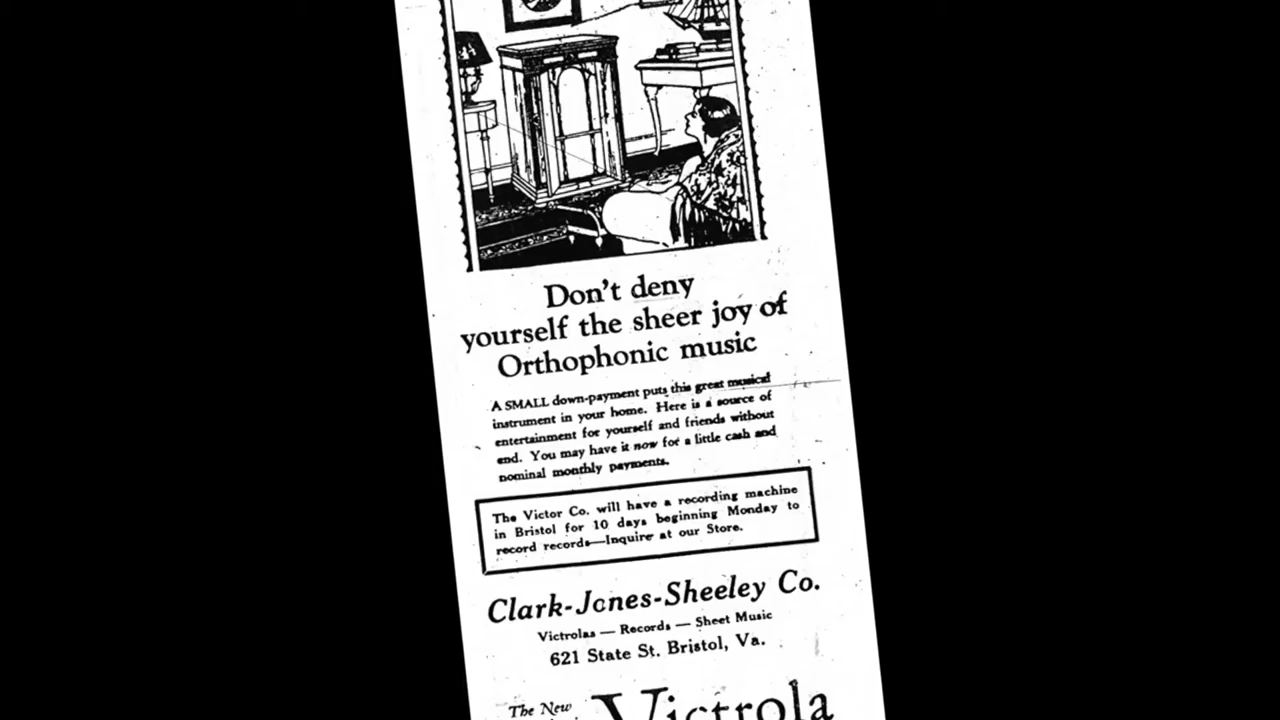 Don't deny
yourself the sheer joy of
Orthophonic music
A SMALL down-payment puts this great musical
instrument in your home. Here is a source of
entertainment for yourself and friends without
end. You may have it now for a little cash and
nominal monthly payments.
The Victor Co. will have a recording machine
in Bristol for 10 days beginning Monday to
record records—Inquire at our Store.
Clark-Jones-Sheeley Co.
Victrolas — Records — Sheet Music
621 State St. Bristol, Va.
The New
Victrola